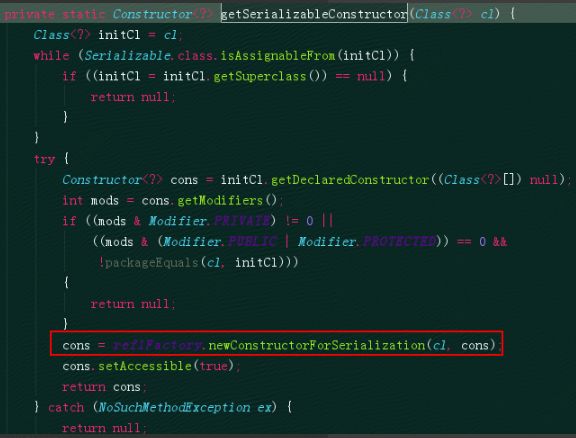 private static Constructor<?> getSerializableConstructor(Class<?> cl) {
    Class<?> initCl = cl;
    while (Serializable.class.isAssignableFrom(initCl)) {
        if ((initCl = initCl.getSuperclass()) == null) {
            return null;
        }
    }
    try {
        Constructor<?> cons = initCl.getDeclaredConstructor((Class<?>[]) null);
        int mods = cons.getModifiers();
        if ((mods & Modifier.PRIVATE) != 0 ||
            ((mods & (Modifier.PUBLIC | Modifier.PROTECTED)) == 0 &&
             !packageEquals(cl, initCl)))
        {
            return null;
        }
        cons = reflFactory.newConstructorForSerialization(cl, cons);
        cons.setAccessible(true);
        return cons;
    } catch (NoSuchMethodException ex) {
        return null;